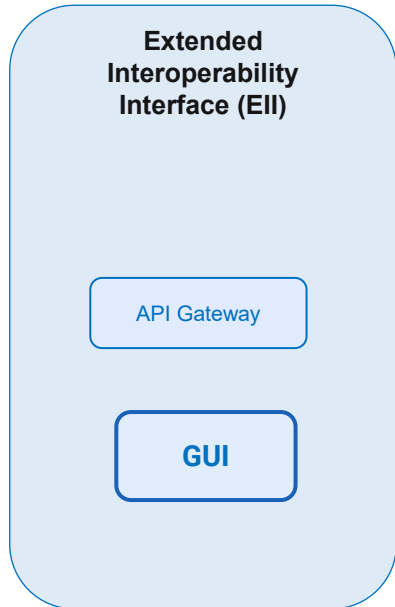 Extended
Interoperability
Interface (EII)
API Gateway
GUI